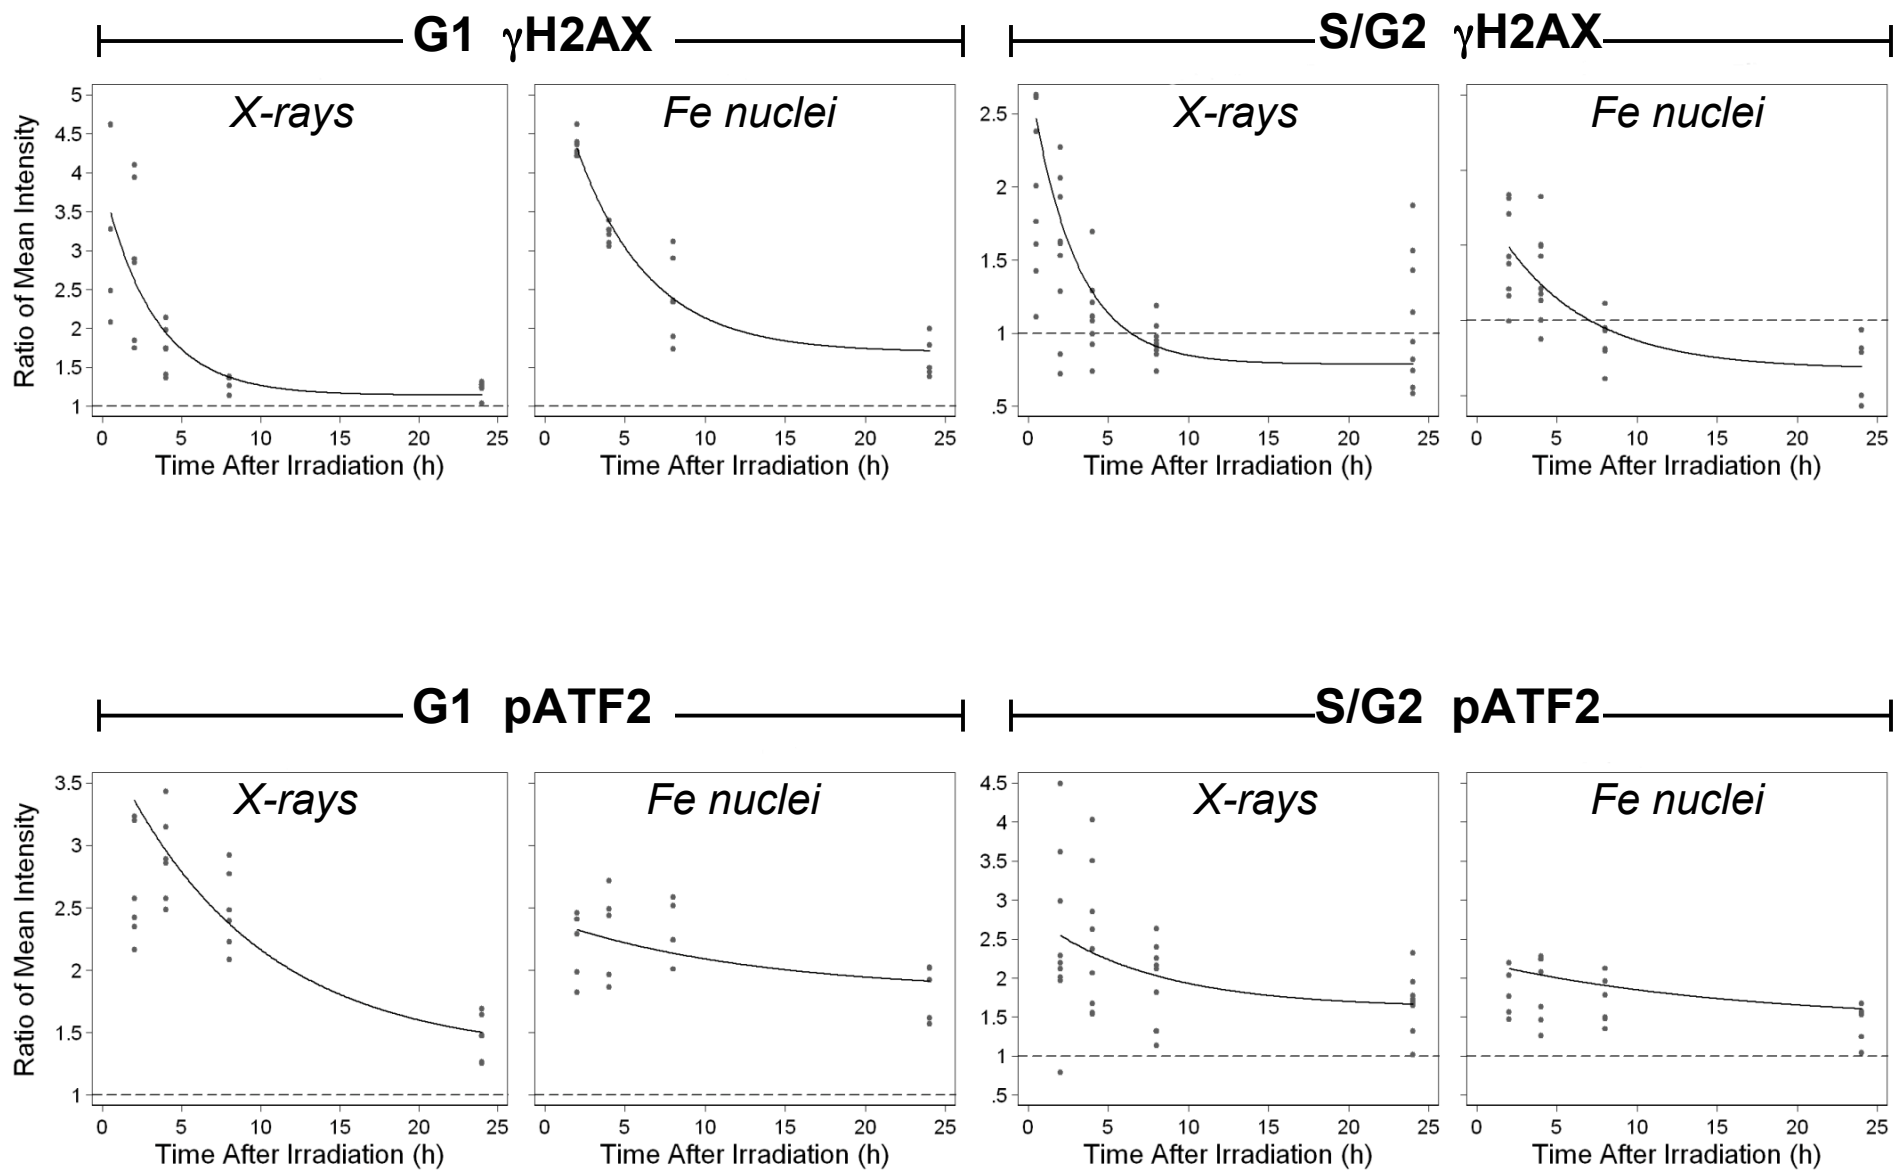 G1 γH2AX
S/G2 γH2AX
X-rays
Fe nuclei
X-rays
Fe nuclei
Ratio of Mean Intensity
5
4.5
4
3.5
3
2.5
2
1.5
1
2.5
2
1.5
1
.5
0 5 10 15 20 25
0 5 10 15 20 25
0 5 10 15 20 25
0 5 10 15 20 25
Time After Irradiation (h)
Time After Irradiation (h)
Time After Irradiation (h)
Time After Irradiation (h)
G1 pATF2
S/G2 pATF2
X-rays
Fe nuclei
X-rays
Fe nuclei
Ratio of Mean Intensity
3.5
3
2.5
2
1.5
1
4.5
4
3.5
3
2.5
2
1.5
1
.5
0 5 10 15 20 25
0 5 10 15 20 25
0 5 10 15 20 25
0 5 10 15 20 25
Time After Irradiation (h)
Time After Irradiation (h)
Time After Irradiation (h)
Time After Irradiation (h)